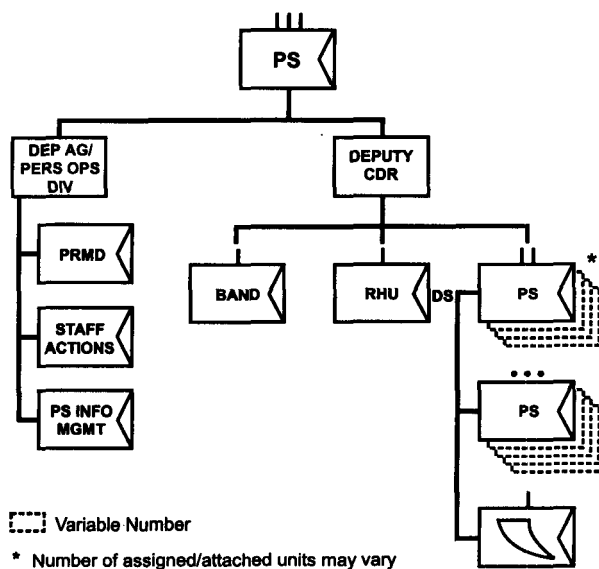 PS
DEP AG/
PERS OPS
DIV
DEPUTY
CDR
PRMD
BAND
RHU
DS
PS
*
STAFF
ACTIONS
PS
PS INFO
MGMT
Variable Number
* Number of assigned/attached units may vary